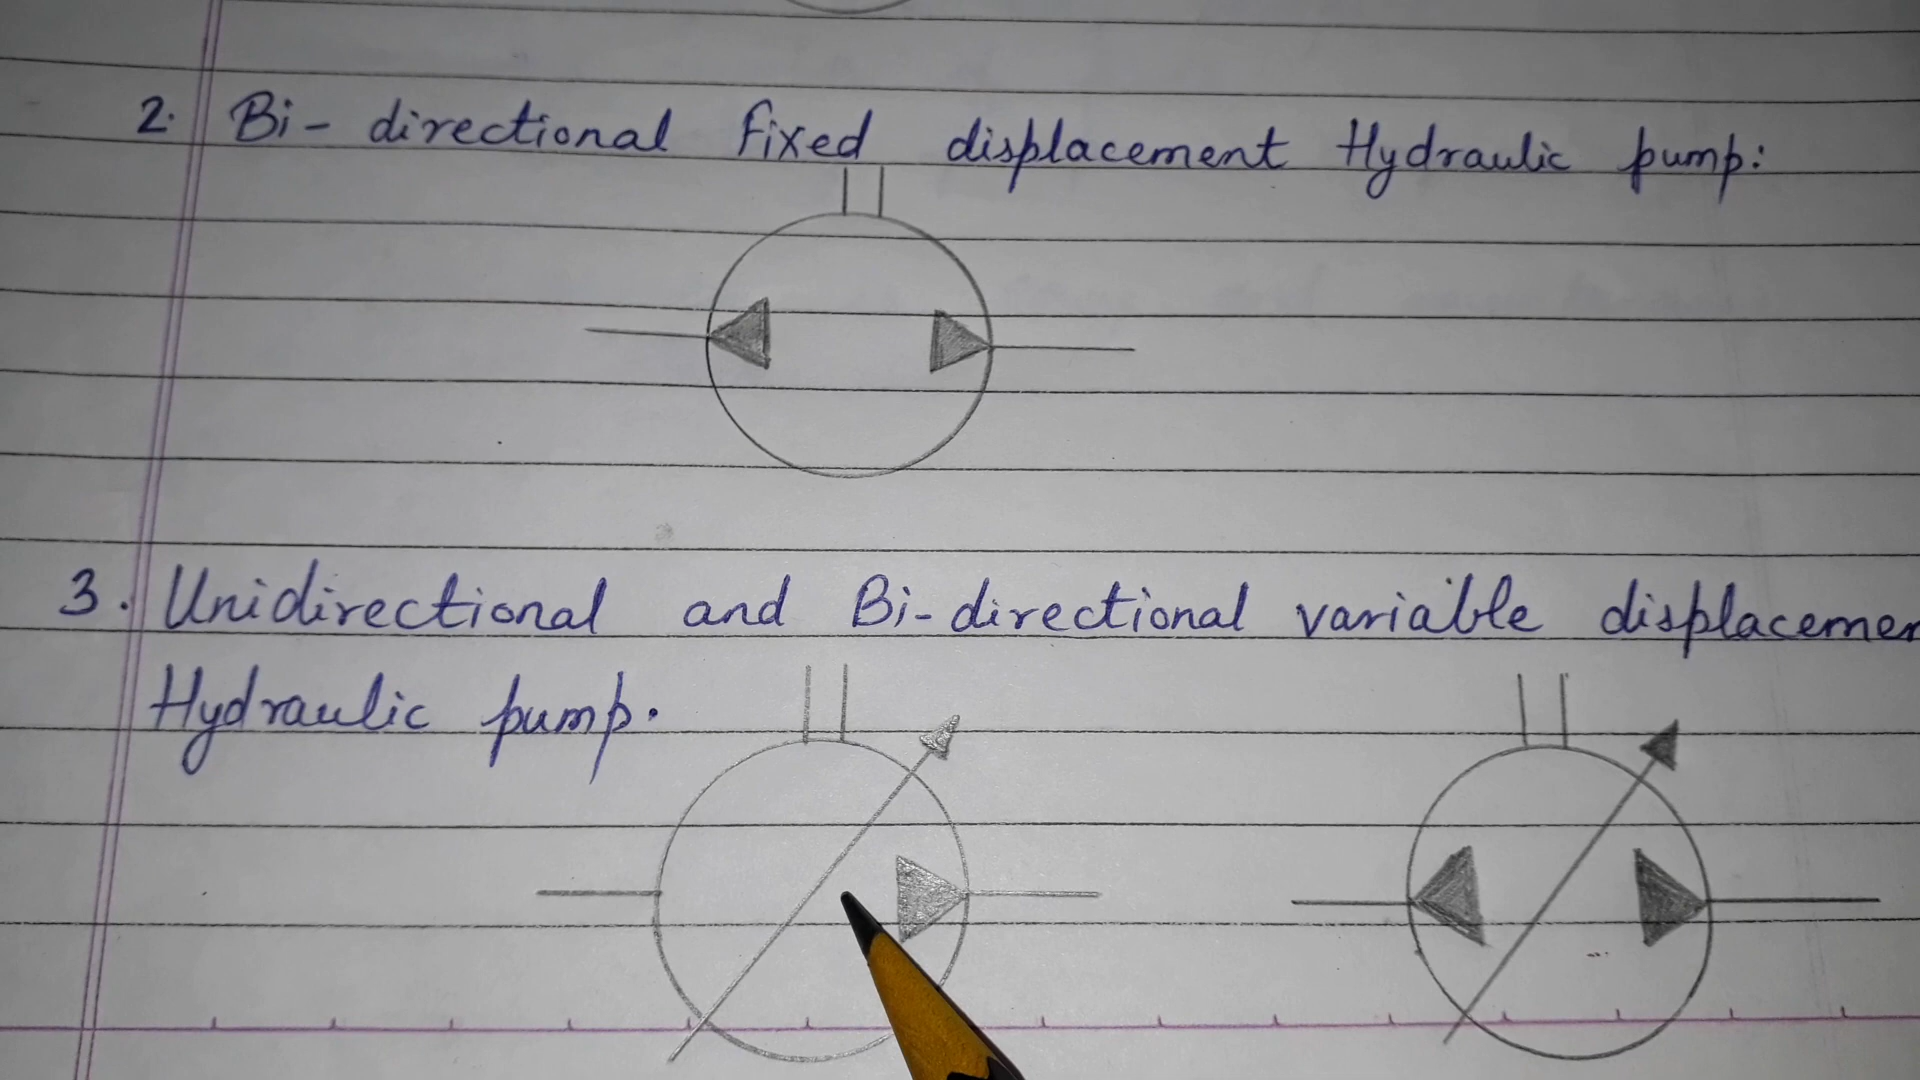 2. Bi-directional fixed displacement Hydraulic pump:
3. Unidirectional and Bi-directional variable displacemen
Hydraulic pump.